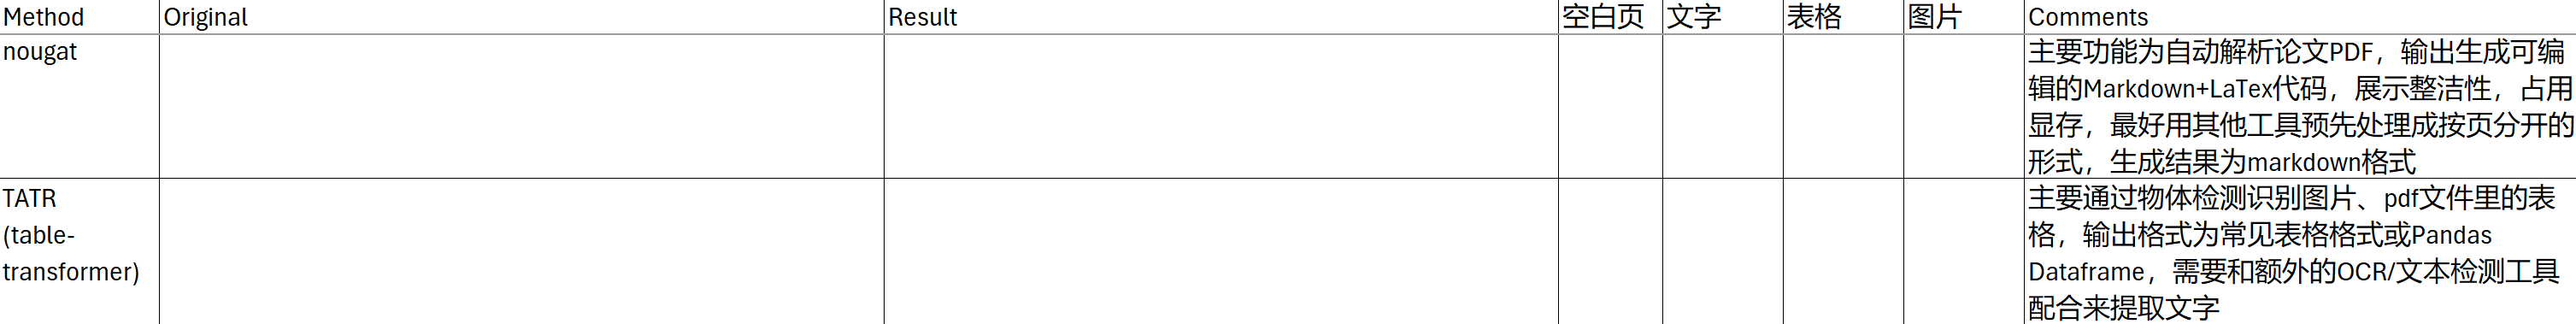 Method Original Result 空白页 文字 表格 图片 Comments
nougat
主要功能为自动解析论文PDF，输出生成可编
辑的Markdown+LaTex代码，展示整洁性，占用
显存，最好用其他工具预先处理成按页分开的
形式，生成结果为markdown格式
TATR
(table-
transformer)
主要通过物体检测识别图片、pdf文件里的表
格，输出格式为常见表格格式或Pandas
Dataframe，需要和额外的OCR/文本检测工具
配合来提取文字